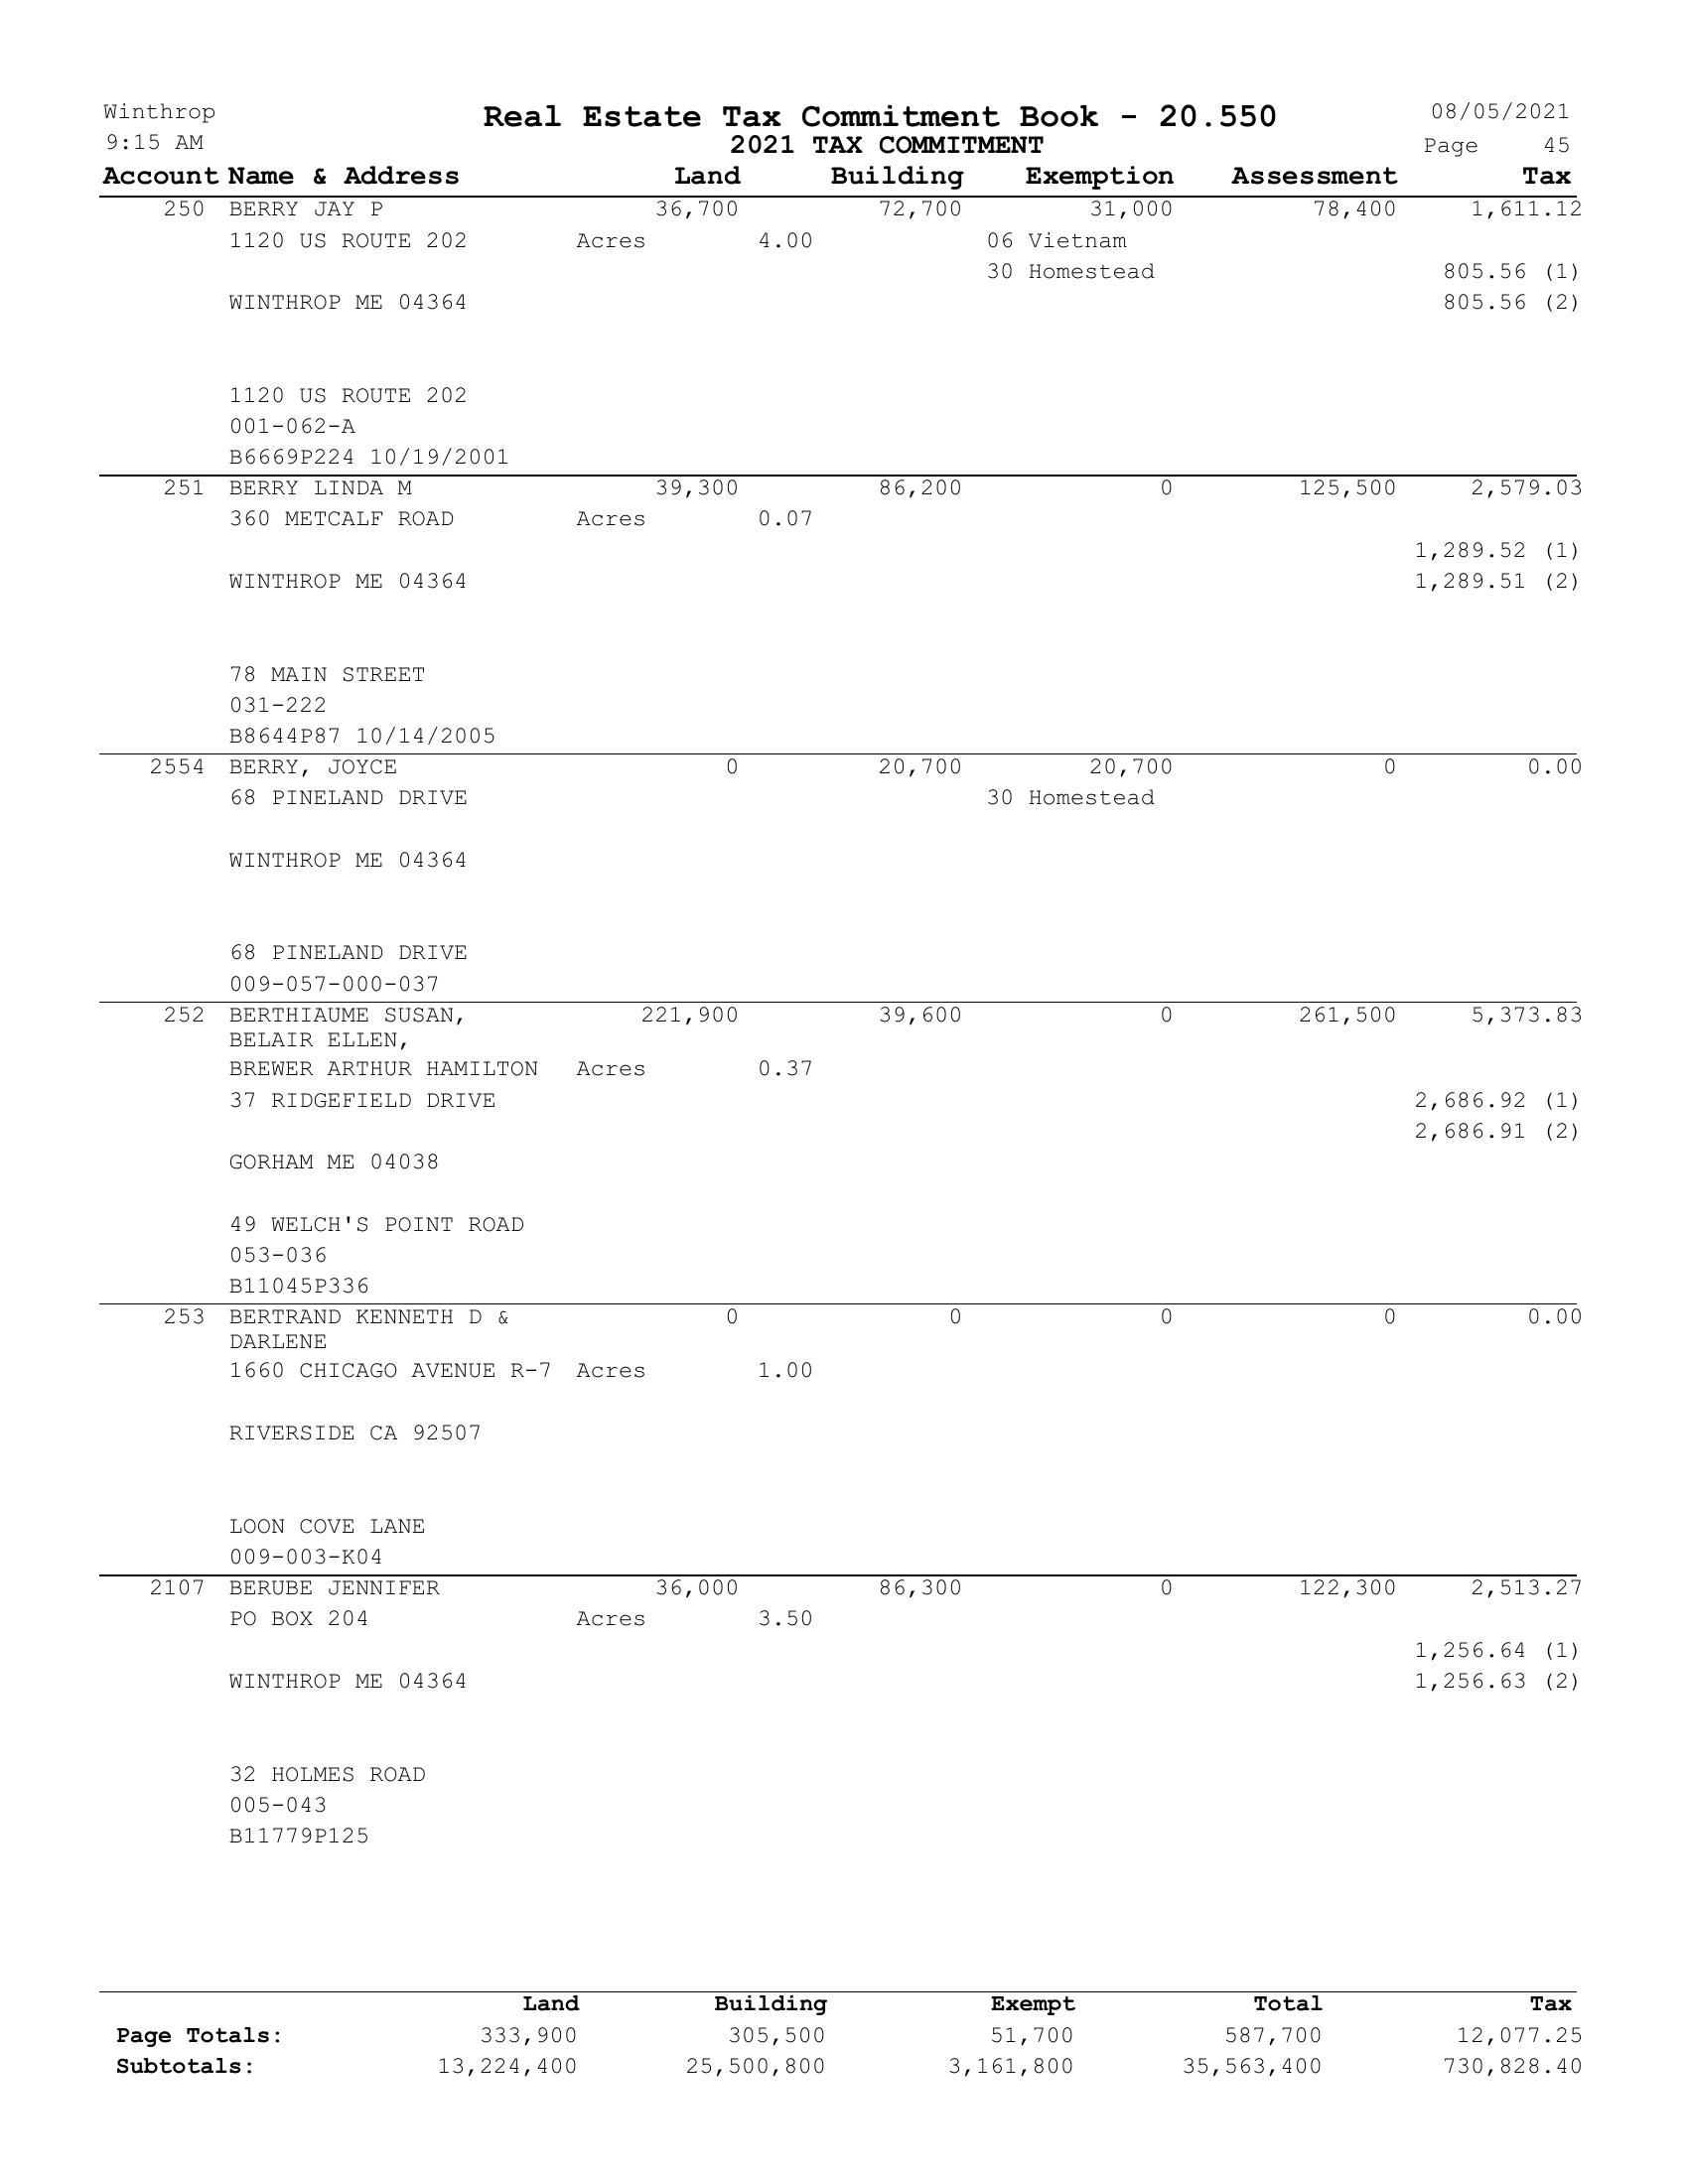 Winthrop Real Estate Tax Commitment Book - 20.550 08/05/2021
9:15 AM 2021 TAX COMMITMENT Page 45
Account Name & Address Land Building Exemption Assessment Tax
250 BERRY JAY P 36,700 72,700 31,000 78,400 1,611.12
1120 US ROUTE 202 Acres 4.00 06 Vietnam
30 Homestead 805.56 (1)
WINTHROP ME 04364 805.56 (2)
1120 US ROUTE 202
001-062-A
B6669P224 10/19/2001
251 BERRY LINDA M 39,300 86,200 0 125,500 2,579.03
360 METCALF ROAD Acres 0.07
1,289.52 (1)
WINTHROP ME 04364 1,289.51 (2)
78 MAIN STREET
031-222
B8644P87 10/14/2005
2554 BERRY, JOYCE 0 20,700 20,700 0 0.00
68 PINELAND DRIVE 30 Homestead
WINTHROP ME 04364
68 PINELAND DRIVE
009-057-000-037
252 BERTHIAUME SUSAN, 221,900 39,600 0 261,500 5,373.83
BELAIR ELLEN,
BREWER ARTHUR HAMILTON Acres 0.37
37 RIDGEFIELD DRIVE 2,686.92 (1)
2,686.91 (2)
GORHAM ME 04038
49 WELCH'S POINT ROAD
053-036
B11045P336
253 BERTRAND KENNETH D & 0 0 0 0 0.00
DARLENE
1660 CHICAGO AVENUE R-7 Acres 1.00
RIVERSIDE CA 92507
LOON COVE LANE
009-003-K04
2107 BERUBE JENNIFER 36,000 86,300 0 122,300 2,513.27
PO BOX 204 Acres 3.50
1,256.64 (1)
WINTHROP ME 04364 1,256.63 (2)
32 HOLMES ROAD
005-043
B11779P125
Land Building Exempt Total Tax
Page Totals: 333,900 305,500 51,700 587,700 12,077.25
Subtotals: 13,224,400 25,500,800 3,161,800 35,563,400 730,828.40